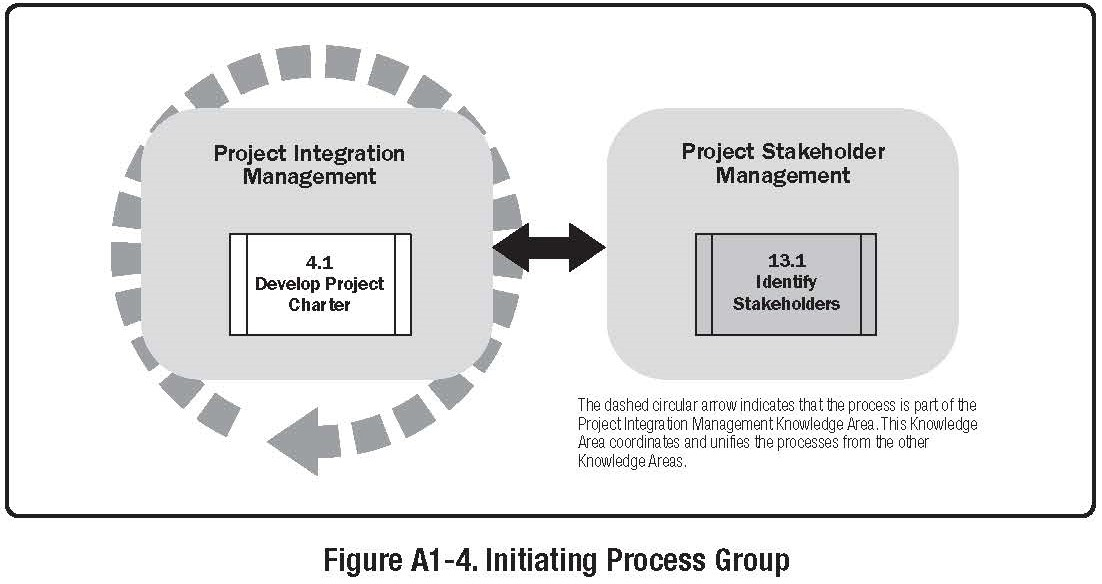 Project Integration
Management
4.1
Develop Project
Charter
Project Stakeholder
Management
13.1
Identify
Stakeholders
The dashed circular arrow indicates that the process is part of the
Project Integration Management Knowledge Area. This Knowledge
Area coordinates and unifies the processes from the other
Knowledge Areas.
Figure A1-4. Initiating Process Group